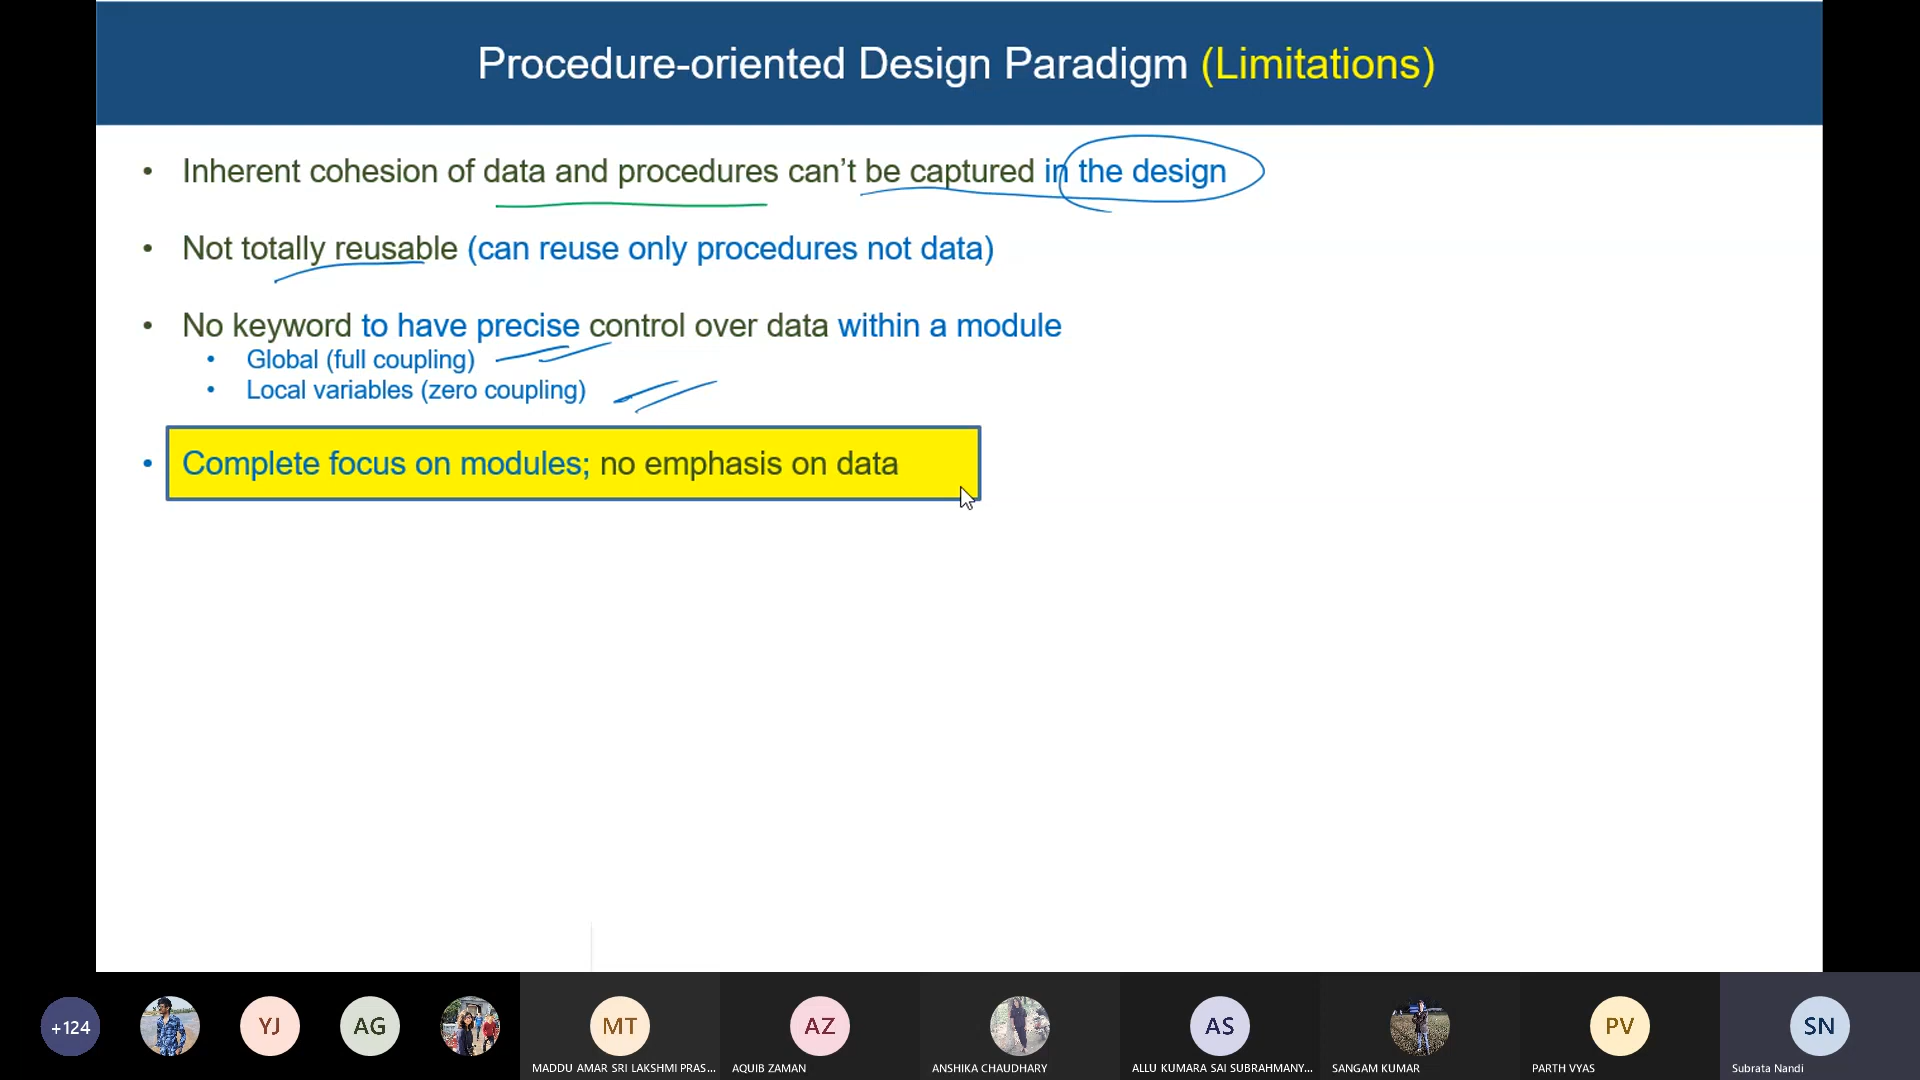 Procedure-oriented Design Paradigm (Limitations)
• Inherent cohesion of data and procedures can’t be captured in the design
• Not totally reusable (can reuse only procedures not data)
• No keyword to have precise control over data within a module
• Global (full coupling)
• Local variables (zero coupling)
• Complete focus on modules; no emphasis on data
+124
YJ
AG
MT
AZ
AS
PV
SN
MADDU AMAR SRI LAKSHMI PRAS...
AQUIB ZAMAN
ANSHIKA CHAUDHARY
ALLU KUMARA SAI SUBRAHMANY...
SANGAM KUMAR
PARTH VYAS
Subrata Nandi